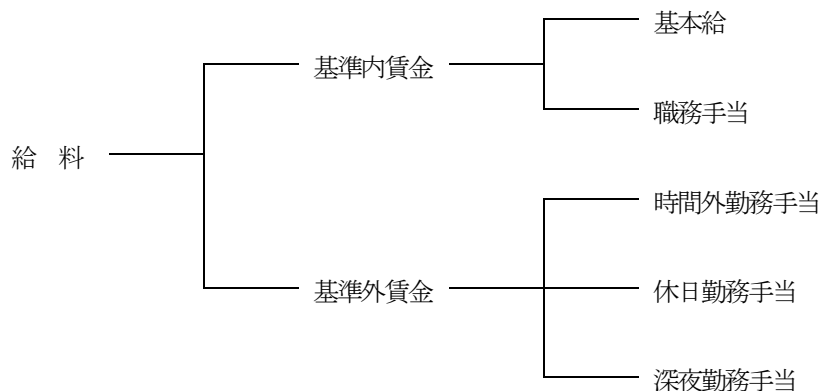 基本給
基準内賃金
職務手当
給　料
時間外勤務手当
基準外賃金
休日勤務手当
深夜勤務手当